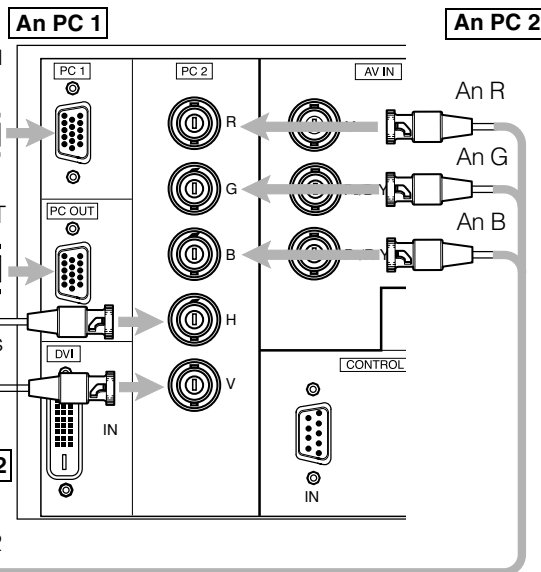 An PC 1
An PC 2
PC 1
PC 2
AV IN
An R
R
An G
G
Y
PC OUT
An B
B
Y
H
DVI
CONTROL
V
IN
IN